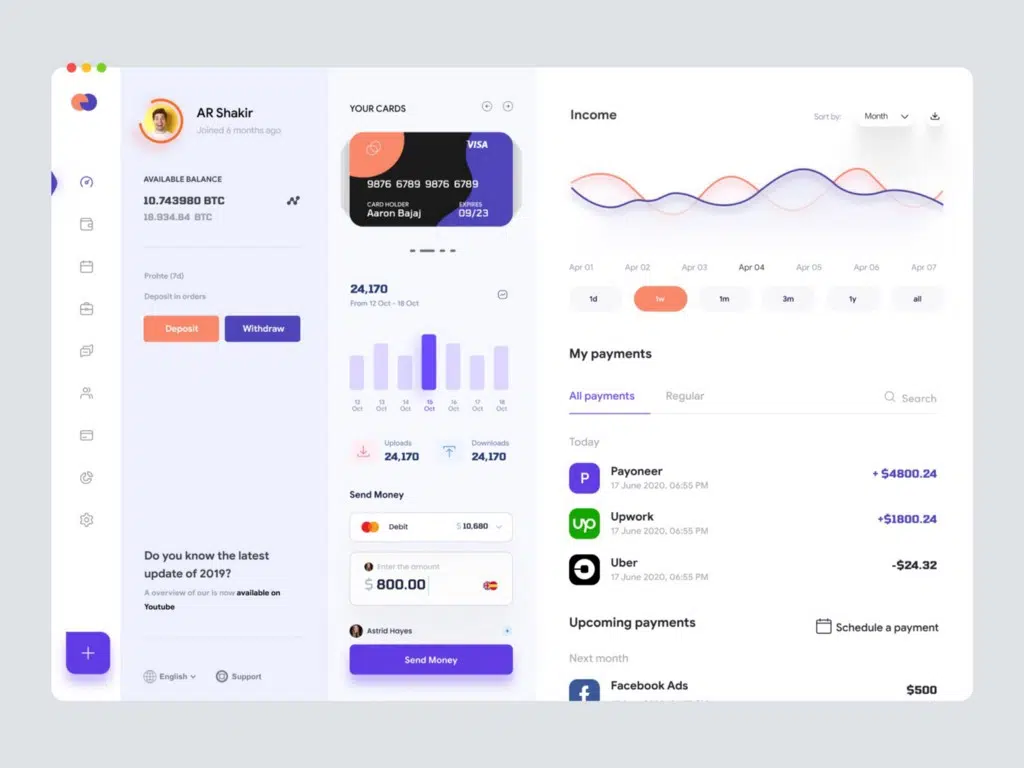 AR Shakir
Joined 6 months ago
AVAILABLE BALANCE
10.743980 BTC
18.934.84 BTC
Prohte (7d)
Deposit in orders
Deposit
Withdraw
Do you know the latest
update of 2019?
A overview of our is now available on
Youtube
English
Support
YOUR CARDS
VISA
9876 6789 9876 6789
CARD HOLDER
EXPIRES
Aaron Bajaj
09/23
24,170
From 12 Oct - 18 Oct
12 13 14 15 16 17 18
Oct Oct Oct Oct Oct Oct Oct
Uploads
24,170
Downloads
24,170
Send Money
Debit
$ 10,680
Enter the amount
$ 800.00
Astrid Hayes
Send Money
Income
Sort by:
Month
Apr 01 Apr 02 Apr 03 Apr 04 Apr 05 Apr 06 Apr 07
1d 1w 1m 3m 1y all
My payments
All payments
Regular
Search
Today
P
Payoneer
17 June 2020, 06:55 PM
+ $4800.24
up
Upwork
17 June 2020, 06:55 PM
+$1800.24
Uber
17 June 2020, 06:55 PM
-$24.32
Upcoming payments
Schedule a payment
Next month
f
Facebook Ads
$500